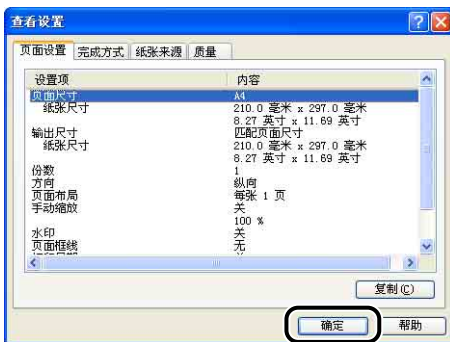 查看设置
页面设置 完成方式 纸张来源 质量
设置项 内容
页面尺寸 A4
纸张尺寸 210.0 毫米 x 297.0 毫米
8.27 英寸 x 11.69 英寸
输出尺寸 匹配页面尺寸
纸张尺寸 210.0 毫米 x 297.0 毫米
8.27 英寸 x 11.69 英寸
份数 1
方向 纵向
页面布局 每张 1 页
手动缩放 关
100 %
水印 关
页面框线 无
复制(C)
确定 帮助